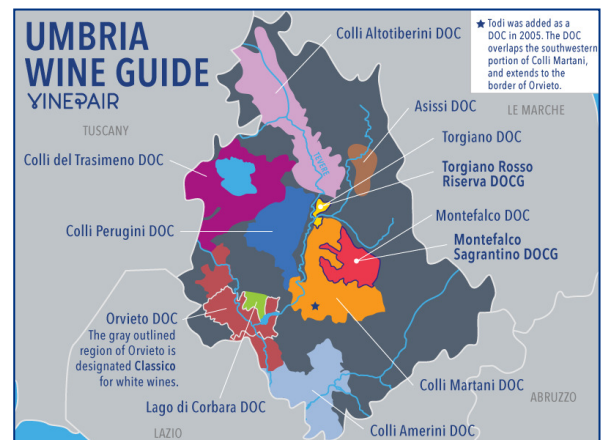 UMBRIA
WINE GUIDE
VINEPAIR
★ Todi was added as a
DOC in 2005. The DOC
overlaps the southwestern
portion of Colli Martani,
and extends to the
border of Orvieto.
Colli Altotiberini DOC
TUSCANY
LE MARCHE
Asissi DOC
Torgiano DOC
Torgiano Rosso
Riserva DOCG
TEVERE
Colli del Trasimeno DOC
Montefalco DOC
Montefalco
Sagrantino DOCG
Colli Perugini DOC
Orvieto DOC
The gray outlined
region of Orvieto is
designated Classico
for white wines.
Colli Martani DOC
ABRUZZO
Lago di Corbara DOC
Colli Amerini DOC
LAZIO